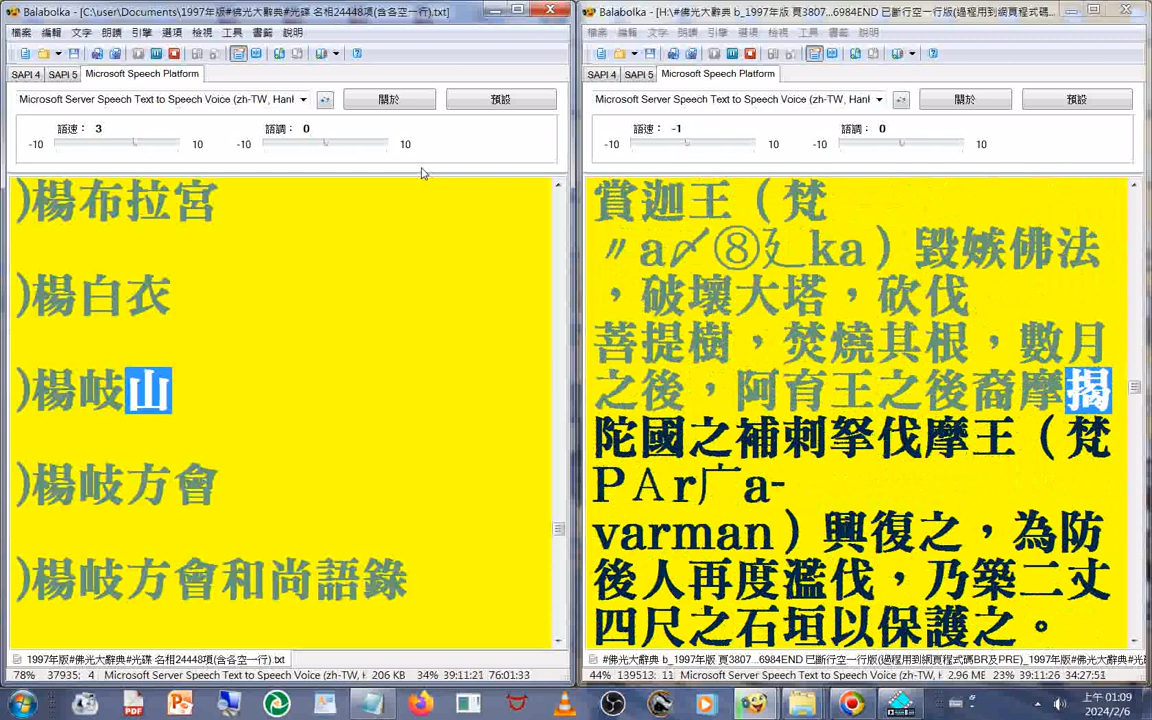 Balabolka - [C:\user\Documents\1997年版#佛光大辭典#光碟 名相24448項(含各空一行).txt]
檔案 編輯 文字 朗讀 引擎 選項 檢視 工具 書籤 說明
SAPI 4 SAPI 5 Microsoft Speech Platform
Microsoft Server Speech Text to Speech Voice (zh-TW, Hanl 關於 預設
語速： 3 語調： 0
-10 10 -10 10
)楊布拉宮
)楊白衣
)楊岐山
)楊岐方會
)楊岐方會和尚語錄
1997年版#佛光大辭典#光碟 名相24448項(含各空一行).txt
78% 37935: 4 Microsoft Server Speech Text to Speech Voice (zh-TW, H 206 KB 34% 39:11:21 76:01:33
Balabolka - [H:\#佛光大辭典 b_1997年版 頁3807...6984END 已斷行空一行版(過程用到網頁程式碼...
檔案 編輯 文字 朗讀 引擎 選項 檢視 工具 書籤 說明
SAPI 4 SAPI 5 Microsoft Speech Platform
Microsoft Server Speech Text to Speech Voice (zh-TW, Hanl 關於 預設
語速： -1 語調： 0
-10 10 -10 10
賞迦王（梵
〃a〆⑧廴ka）毀嫉佛法
，破壞大塔，砍伐
菩提樹，焚燒其根，數月
之後，阿育王之後裔摩揭
陀國之補刺拏伐摩王（梵
PAr广a-
varman）興復之，為防
後人再度濫伐，乃築二丈
四尺之石垣以保護之。
#佛光大辭典 b_1997年版 頁3807...6984END 已斷行空一行版(過程用到網頁程式碼BR及PRE)_1997年版#光
44% 139513: 11 Microsoft Server Speech Text to Speech Voice (zh-TW, H 2.96 MB 23% 39:11:26 34:27:51
上午 01:09
2024/2/6